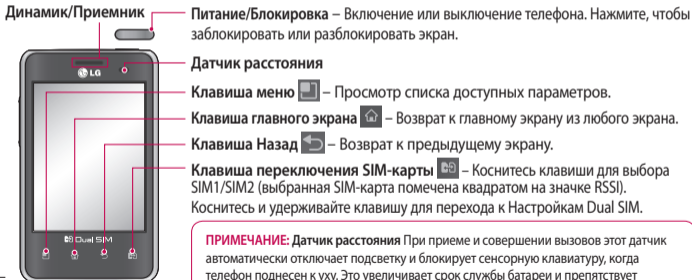 Динамик/Приемник
Питание/Блокировка – Включение или выключение телефона. Нажмите, чтобы
заблокировать или разблокировать экран.
Датчик расстояния
LG
Клавиша меню – Просмотр списка доступных параметров.
Клавиша главного экрана – Возврат к главному экрану из любого экрана.
Клавиша Назад – Возврат к предыдущему экрану.
Клавиша переключения SIM-карты – Коснитесь клавиши для выбора
SIM1/SIM2 (выбранная SIM-карта помечена квадратом на значке RSSI).
Коснитесь и удерживайте клавишу для перехода к Настройкам Dual SIM.
Dual SIM
ПРИМЕЧАНИЕ: Датчик расстояния При приеме и совершении вызовов этот датчик
автоматически отключает подсветку и блокирует сенсорную клавиатуру, когда
телефон поднесен к уху. Это увеличивает срок службы батареи и препятствует